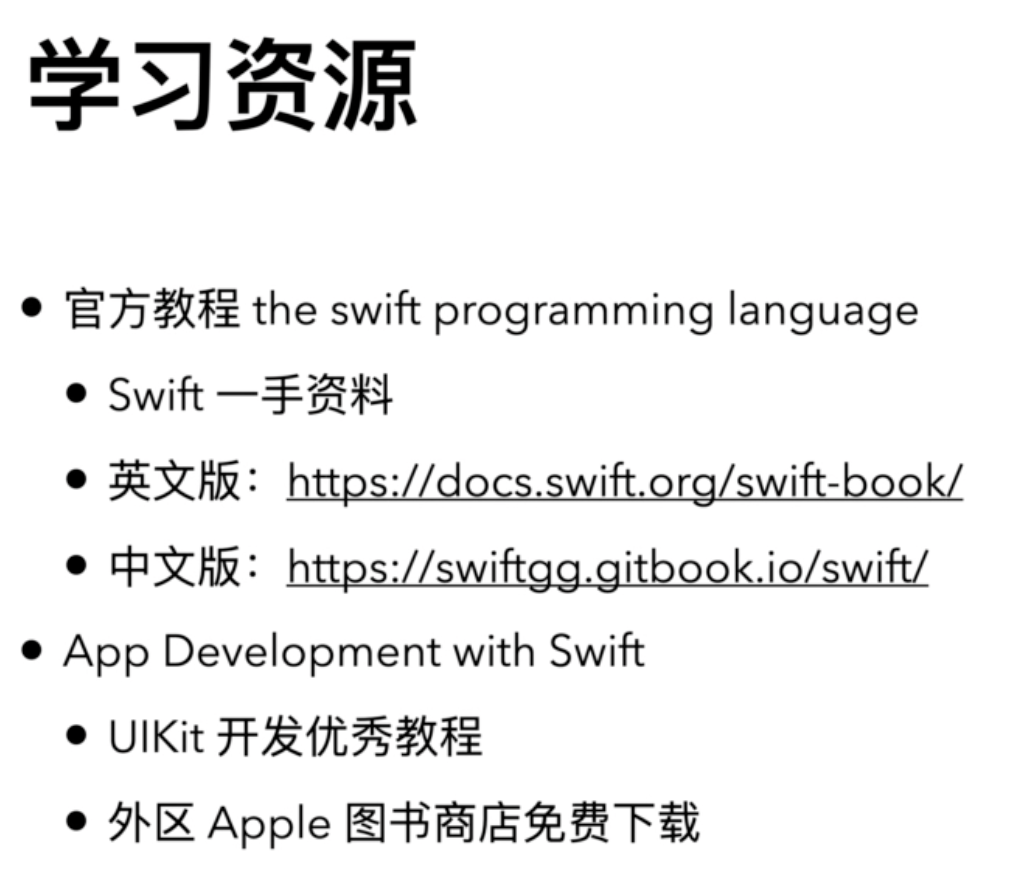 学习资源
• 官方教程 the swift programming language
• Swift 一手资料
• 英文版：https://docs.swift.org/swift-book/
• 中文版：https://swiftgg.gitbook.io/swift/
• App Development with Swift
• UIKit 开发优秀教程
• 外区 Apple 图书商店免费下载